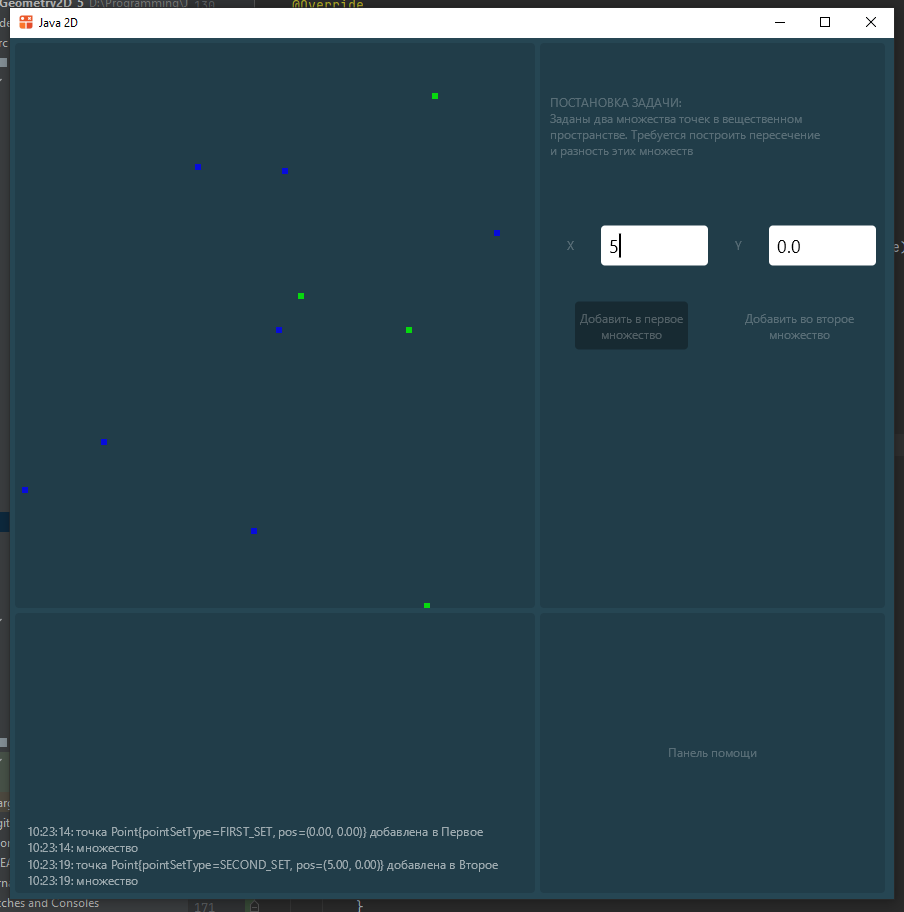 Geometry2D_5 D:\Programming\J
130
@Override
Java 2D
ПОСТАНОВКА ЗАДАЧИ:
Заданы два множества точек в вещественном
пространстве. Требуется построить пересечение
и разность этих множеств
X
5
Y
0.0
Добавить в первое
множество
Добавить во второе
множество
Панель помощи
10:23:14: точка Point{pointSetType=FIRST_SET, pos=(0.00, 0.00)} добавлена в Первое
10:23:14: множество
10:23:19: точка Point{pointSetType=SECOND_SET, pos=(5.00, 0.00)} добавлена в Второе
10:23:19: множество
and Consoles
171
}